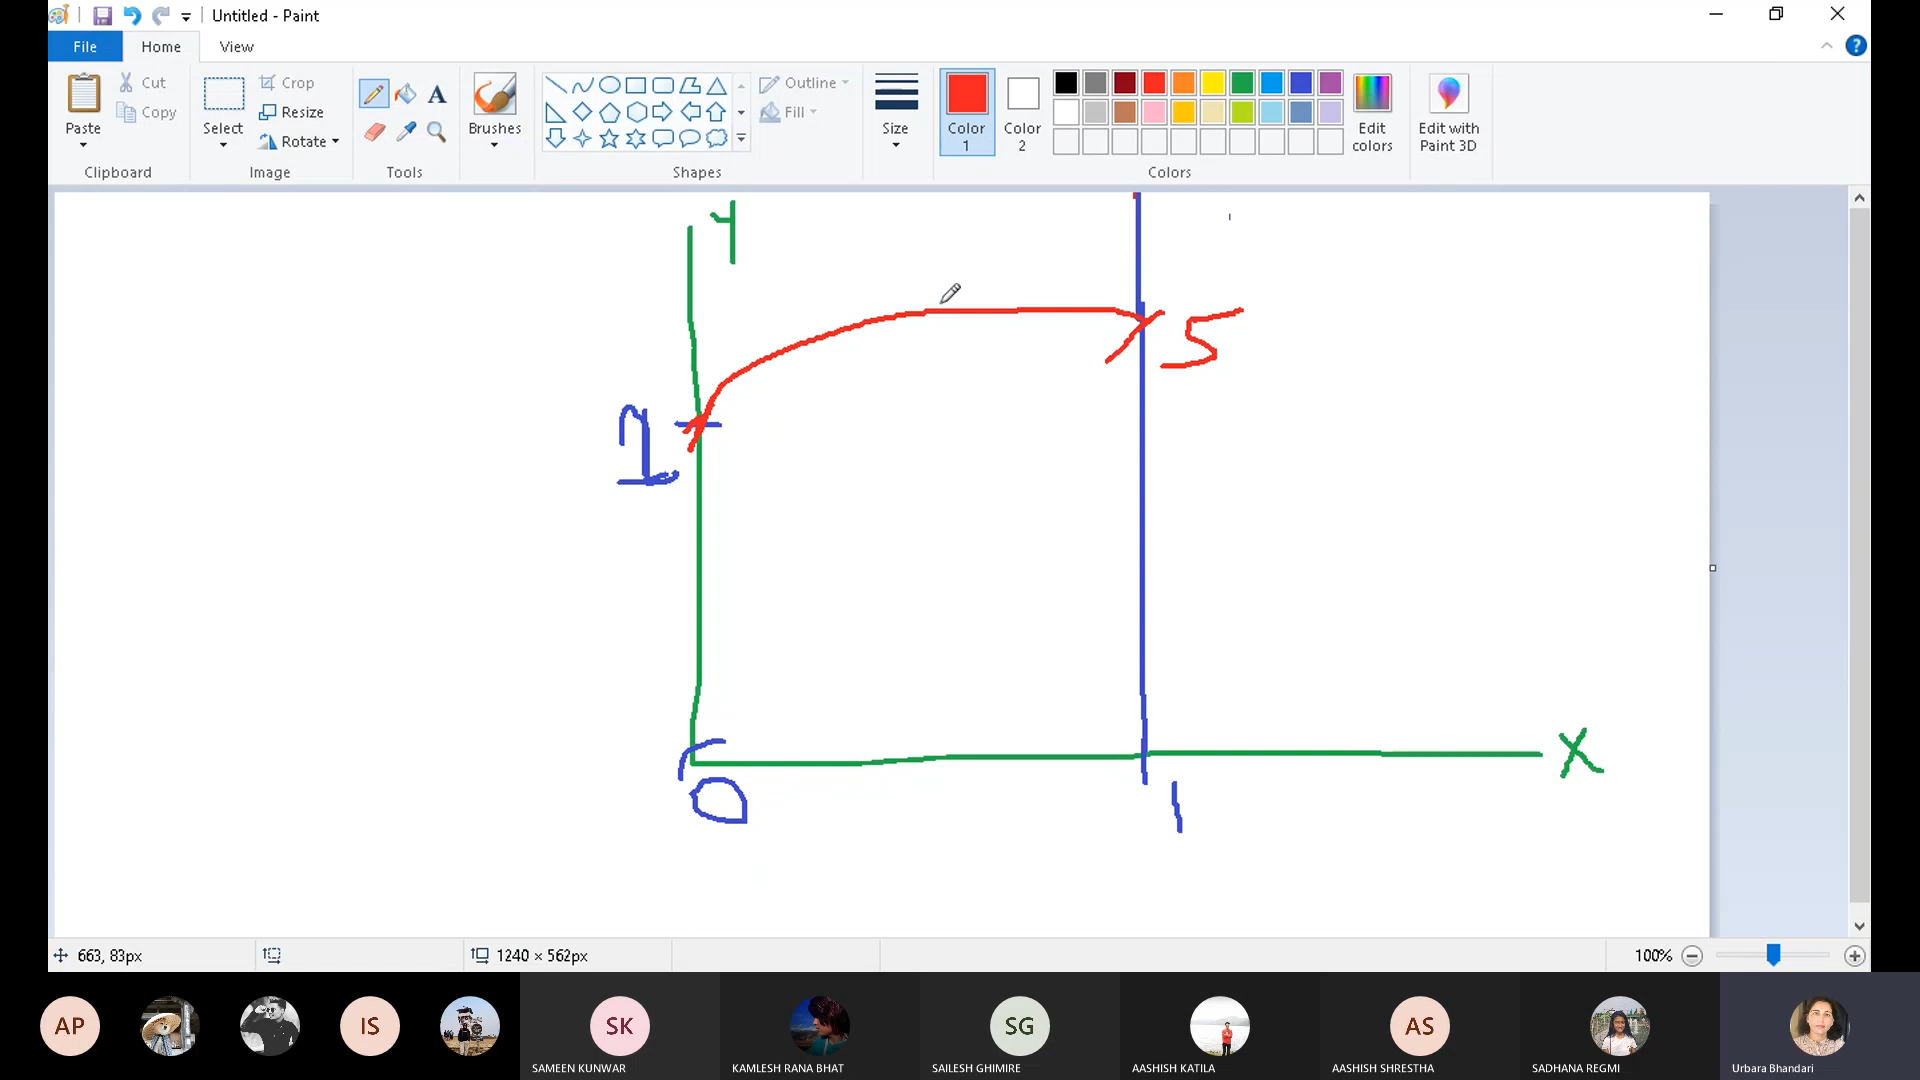 Untitled - Paint
File Home View
Paste Cut Copy
Select Crop Resize Rotate
Brushes
Outline Fill
Size
Color 1
Color 2
Edit colors
Edit with Paint 3D
Clipboard Image Tools Shapes Colors
Y
5
1
0
1
X
663, 83px
1240 × 562px
100%
AP IS SK SG AS
SAMEEN KUNWAR KAMLESH RANA BHAT SAILESH GHIMIRE AASHISH KATILA AASHISH SHRESTHA SADHANA REGMI Urbara Bhandari